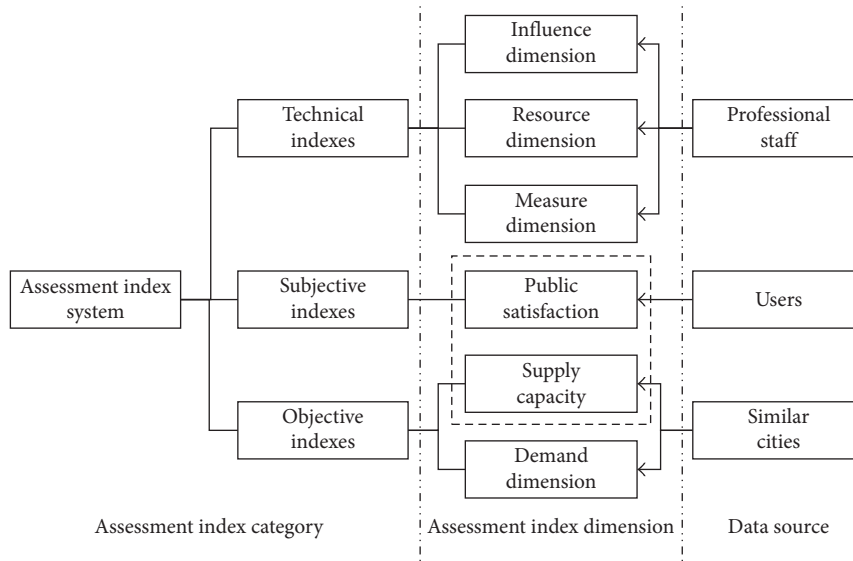 Influence
dimension
Technical
indexes
Resource
dimension
Professional
staff
Measure
dimension
Assessment index
system
Subjective
indexes
Public
satisfaction
Users
Supply
capacity
Objective
indexes
Similar
cities
Demand
dimension
Assessment index category
Assessment index dimension
Data source